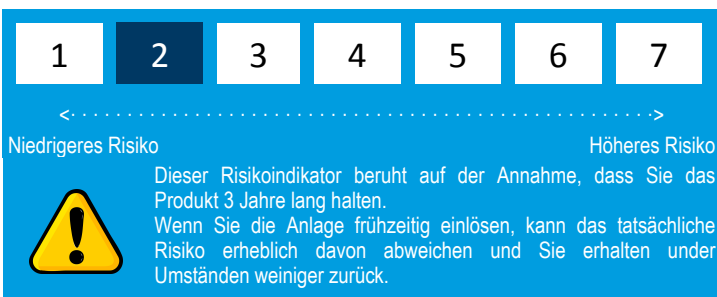 1 2 3 4 5 6 7
<· · · · · · · · · · · · · · · · · · · · · · · · · · · · · · · · · · · · · · · · · · · · · · · · · · · ·>
Niedrigeres Risiko Höheres Risiko
Dieser Risikoindikator beruht auf der Annahme, dass Sie das
Produkt 3 Jahre lang halten.
Wenn Sie die Anlage frühzeitig einlösen, kann das tatsächliche
Risiko erheblich davon abweichen und Sie erhalten under
Umständen weiniger zurück.